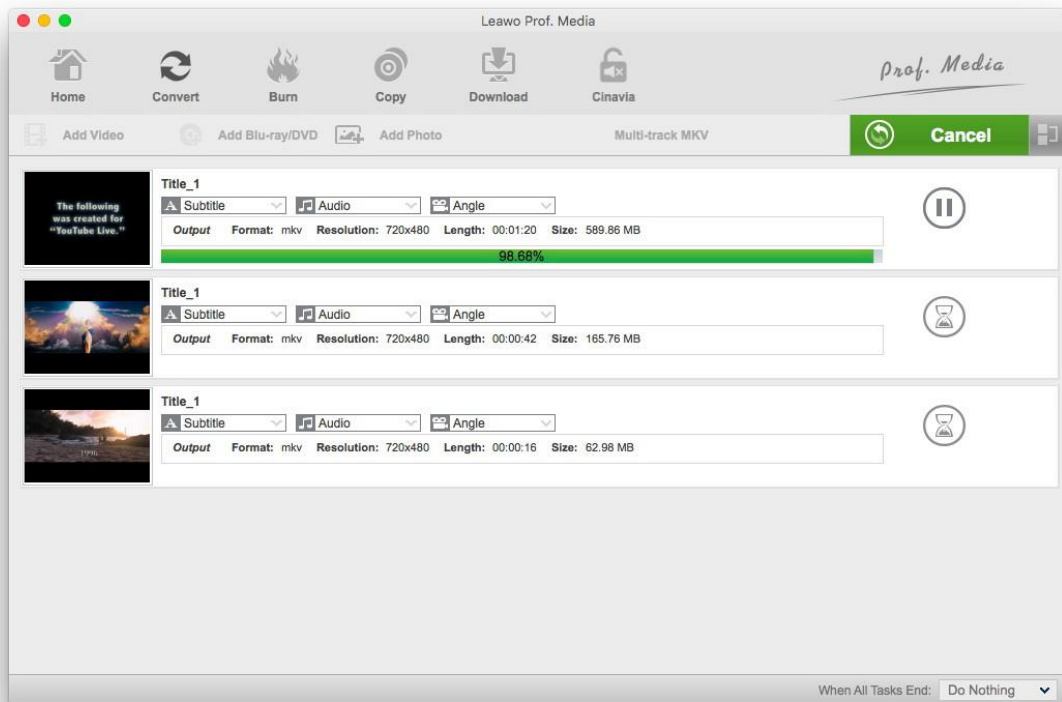 Leawo Prof. Media
Home Convert Burn Copy Download Cinavia
Prof. Media
Add Video Add Blu-ray/DVD Add Photo Multi-track MKV Cancel
The following
was created for
"YouTube Live."
Title_1
A Subtitle Audio Angle
Output Format: mkv Resolution: 720x480 Length: 00:01:20 Size: 589.86 MB
98.68%
Title_1
A Subtitle Audio Angle
Output Format: mkv Resolution: 720x480 Length: 00:00:42 Size: 165.76 MB
1996
Title_1
A Subtitle Audio Angle
Output Format: mkv Resolution: 720x480 Length: 00:00:16 Size: 62.98 MB
When All Tasks End: Do Nothing